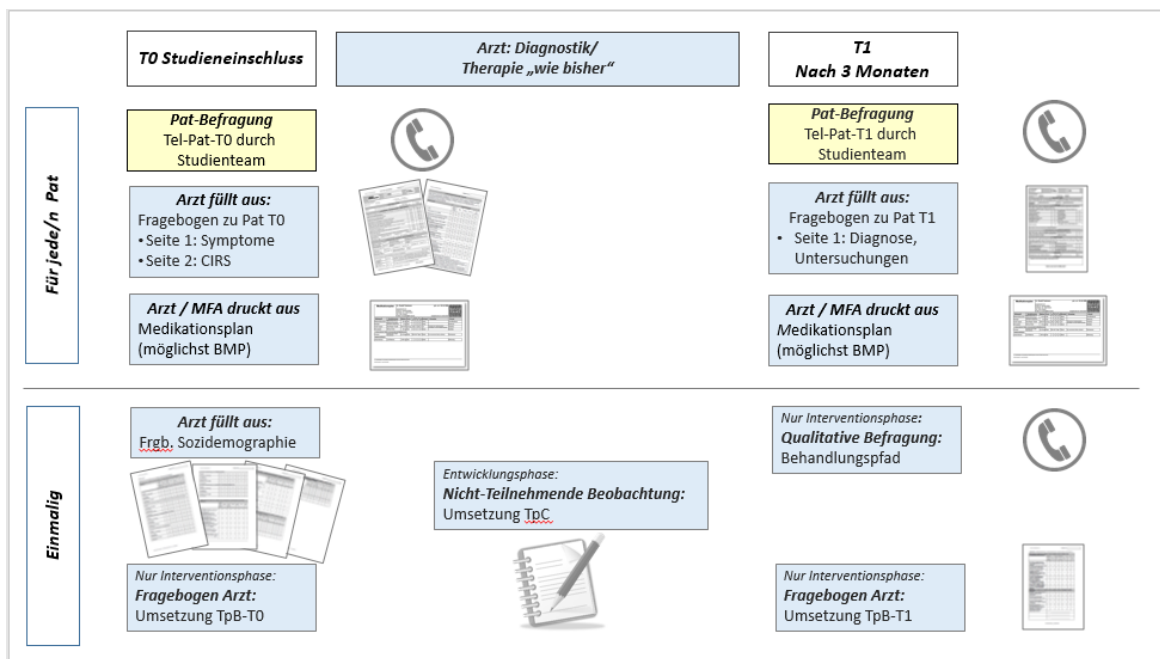 T0 Studieneinschluss
Arzt: Diagnostik/
Therapie „wie bisher“
T1
Nach 3 Monaten
Für jede/n Pat
Pat-Befragung
Tel-Pat-T0 durch
Studienteam
Pat-Befragung
Tel-Pat-T1 durch
Studienteam
Arzt füllt aus:
Fragebogen zu Pat T0
• Seite 1: Symptome
• Seite 2: CIRS
Arzt füllt aus:
Fragebogen zu Pat T1
• Seite 1: Diagnose,
Untersuchungen
Arzt / MFA druckt aus
Medikationsplan
(möglichst BMP)
Arzt / MFA druckt aus
Medikationsplan
(möglichst BMP)
Einmalig
Arzt füllt aus:
Frgb. Sozidemographie
Nur Interventionsphase:
Qualitative Befragung:
Behandlungspfad
Entwicklungsphase:
Nicht-Teilnehmende Beobachtung:
Umsetzung TpC
Nur Interventionsphase:
Fragebogen Arzt:
Umsetzung TpB-T0
Nur Interventionsphase:
Fragebogen Arzt:
Umsetzung TpB-T1